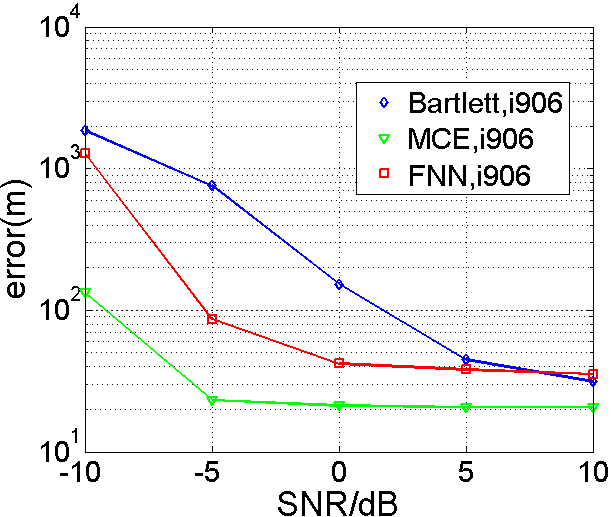 10^4
10^3
10^2
10^1
error(m)
Bartlett,i906
MCE,i906
FNN,i906
-10 -5 0 5 10
SNR/dB